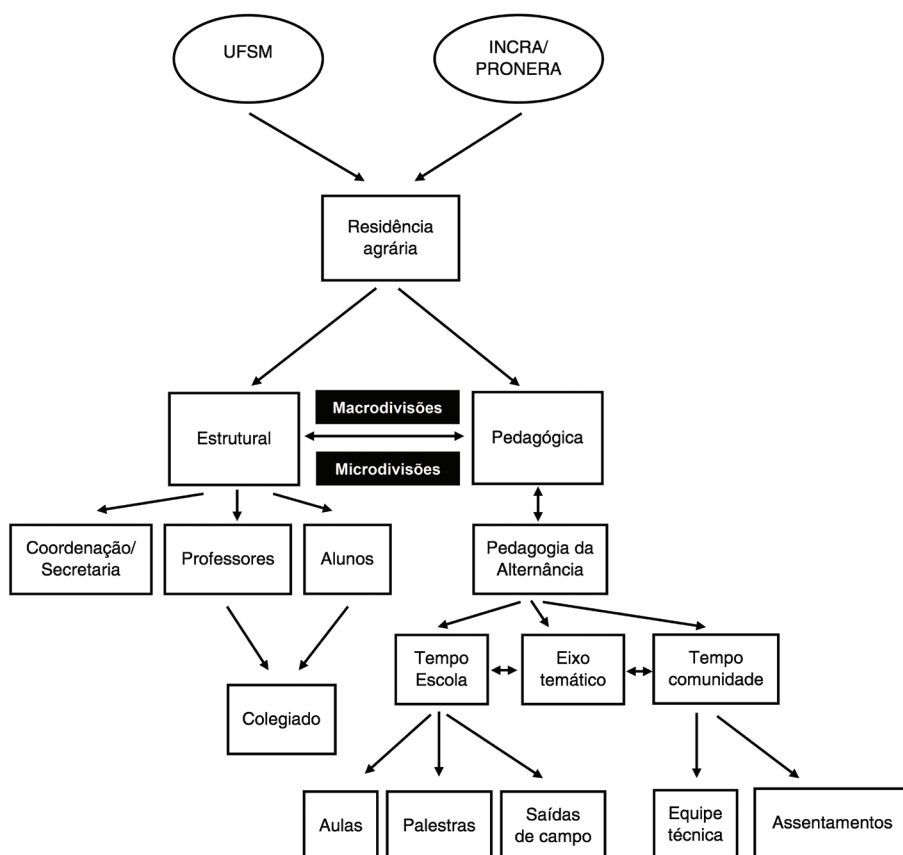 UFSM
INCRA/
PRONERA
Residência
agrária
Macrodivisões
Estrutural
Pedagógica
Microdivisões
Coordenação/
Secretaria
Professores
Alunos
Pedagogia da
Alternância
Tempo
Escola
Eixo
temático
Tempo
comunidade
Colegiado
Aulas
Palestras
Saídas
de campo
Equipe
técnica
Assentamentos